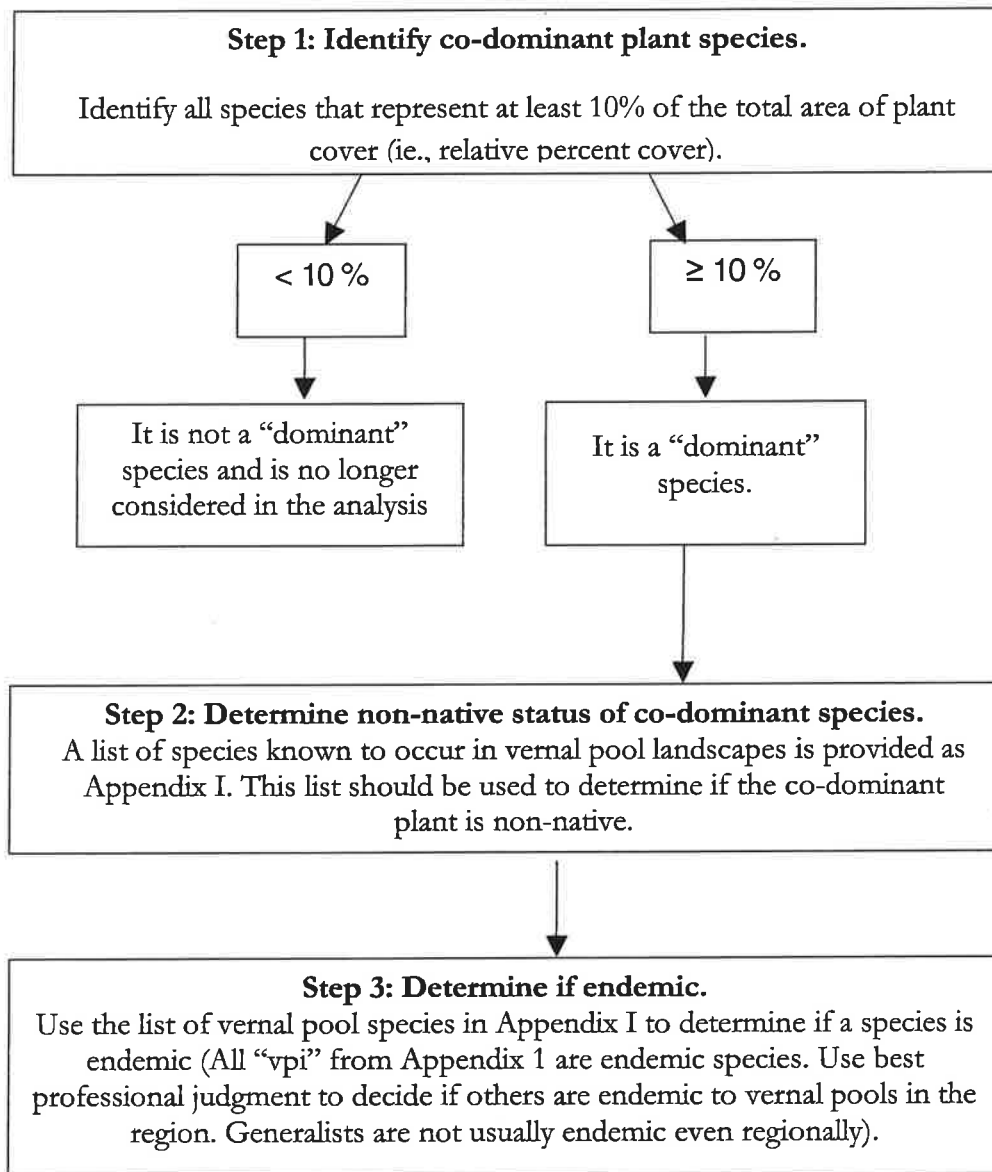 Step 1: Identify co-dominant plant species.
Identify all species that represent at least 10% of the total area of plant
cover (ie., relative percent cover).
< 10 %
≥ 10 %
It is not a “dominant”
species and is no longer
considered in the analysis
It is a “dominant”
species.
Step 2: Determine non-native status of co-dominant species.
A list of species known to occur in vernal pool landscapes is provided as
Appendix I. This list should be used to determine if the co-dominant
plant is non-native.
Step 3: Determine if endemic.
Use the list of vernal pool species in Appendix I to determine if a species is
endemic (All “vpi” from Appendix 1 are endemic species. Use best
professional judgment to decide if others are endemic to vernal pools in the
region. Generalists are not usually endemic even regionally).